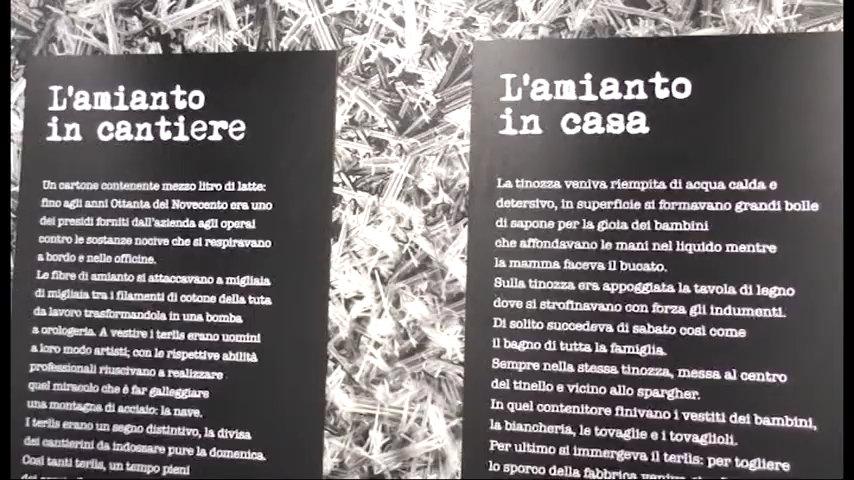 L'amianto
in cantiere
Un cartone contenente mezzo litro di latte:
fino agli anni Ottanta del Novecento era uno
dei presidi forniti dall'azienda agli operai
contro le sostanze nocive che si respiravano
a bordo e nelle officine.
Le fibre di amianto si attaccavano a migliaia
di migliaia tra i filamenti di cotone della tuta
da lavoro trasformandola in una bomba
a orologeria. A vestire i terlis erano uomini
a loro modo artisti; con le rispettive abilità
professionali riuscivano a realizzare
quel miracolo che è far galleggiare
una montagna di acciaio: la nave.
I terlis erano un segno distintivo, la divisa
dei cantierini da indossare pure la domenica.
Così tanti terlis, un tempo pieni
L'amianto
in casa
La tinozza veniva riempita di acqua calda e
detersivo, in superficie si formavano grandi bolle
di sapone per la gioia dei bambini
che affondavano le mani nel liquido mentre
la mamma faceva il bucato.
Sulla tinozza era appoggiata la tavola di legno
dove si strofinavano con forza gli indumenti.
Di solito succedeva di sabato così come
il bagno di tutta la famiglia.
Sempre nella stessa tinozza, messa al centro
del tinello e vicino allo spargher.
In quel contenitore finivano i vestiti dei bambini,
la biancheria, le tovaglie e i tovaglioli.
Per ultimo si immergeva il terlis: per togliere
lo sporco della fabbrica veniva